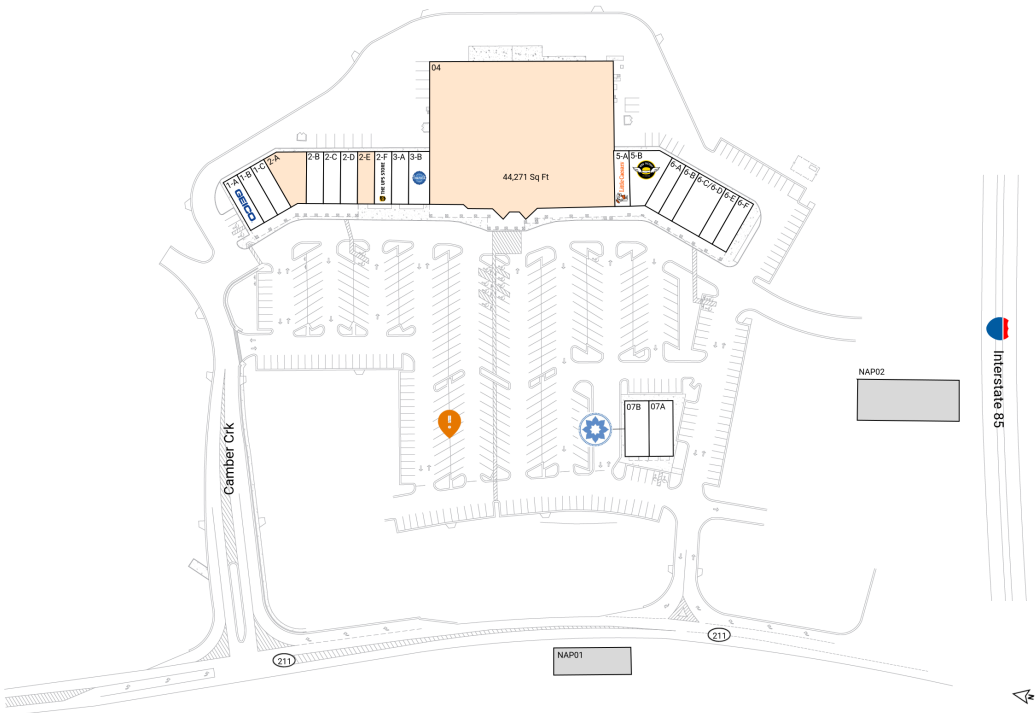 04
44,271 Sq Ft
1-A
1-B
1-C
2-A
2-B
2-C
2-D
2-E
2-F
3-A
3-B
GEICO
THE UPS STORE
5-A
5-B
Little Caesars
6-A
6-B
6-C/6-D
6-E
6-F
Interstate 85
NAP02
07B
07A
!
Camber Crk
211
211
NAP01
N